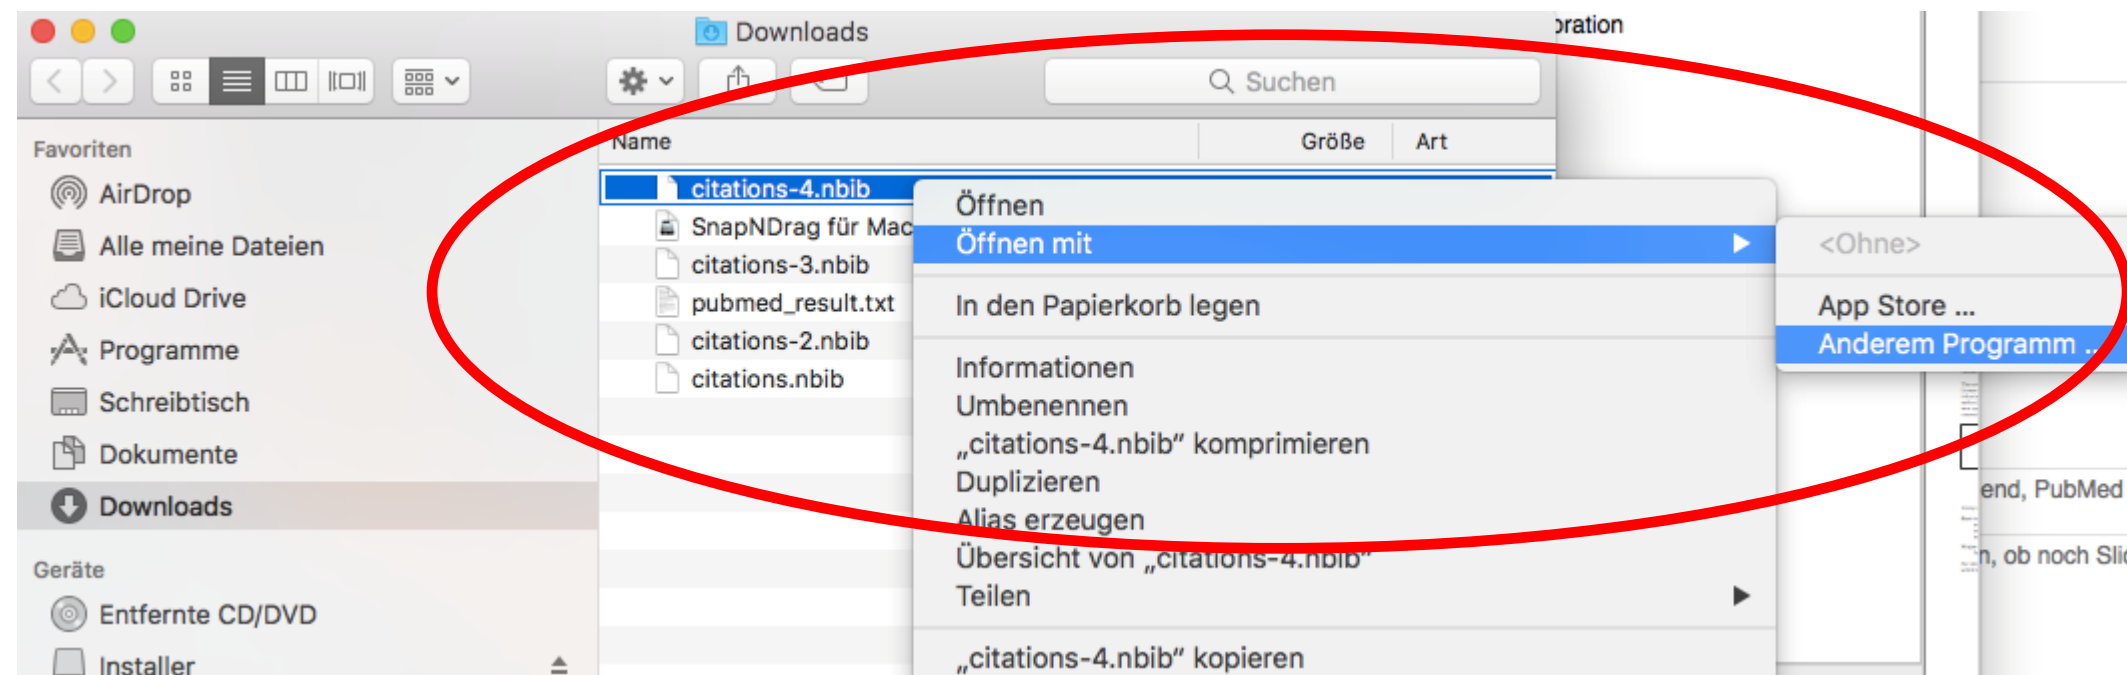 Downloads
oration
Suchen
Favoriten
AirDrop
Alle meine Dateien
iCloud Drive
Programme
Schreibtisch
Dokumente
Downloads
Geräte
Entfernte CD/DVD
Installer
Name Größe Art
citations-4.nbib
SnapNDrag für Mac
citations-3.nbib
pubmed_result.txt
citations-2.nbib
citations.nbib
Öffnen
Öffnen mit
In den Papierkorb legen
Informationen
Umbenennen
„citations-4.nbib“ komprimieren
Duplizieren
Alias erzeugen
Übersicht von „citations-4.nbib“
Teilen
„citations-4.nbib“ kopieren
<Ohne>
App Store ...
Anderem Programm ...
end, PubMed
n, ob noch Slic